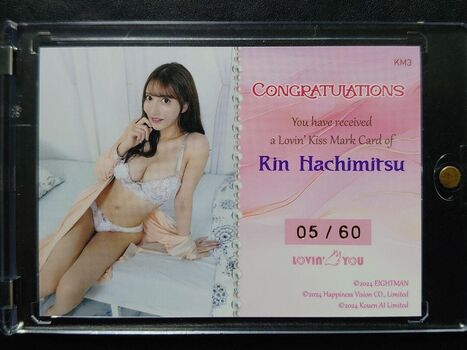 KM3
CONGRATULATIONS
You have received
a Lovin' Kiss Mark Card of
Rin Hachimitsu
05 / 60
LOVIN' YOU
©2024 EIGHTMAN
©2024 Happiness Vision CO., Limited
©2024 Kouen AI Limited